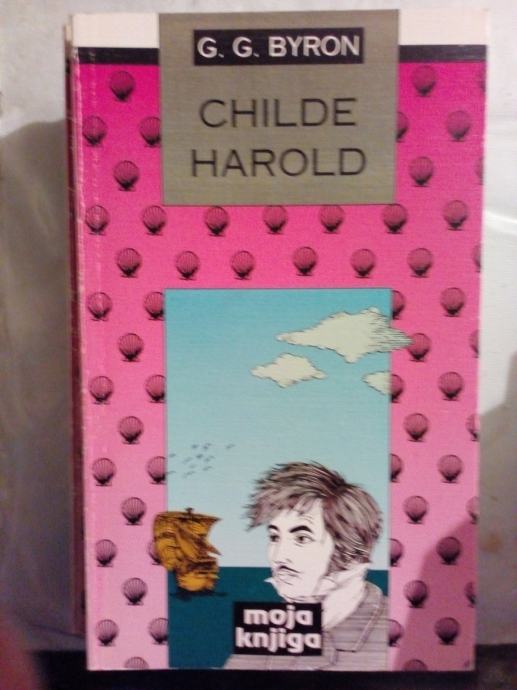 G. G. BYRON
CHILDE
HAROLD
moja
knjiga